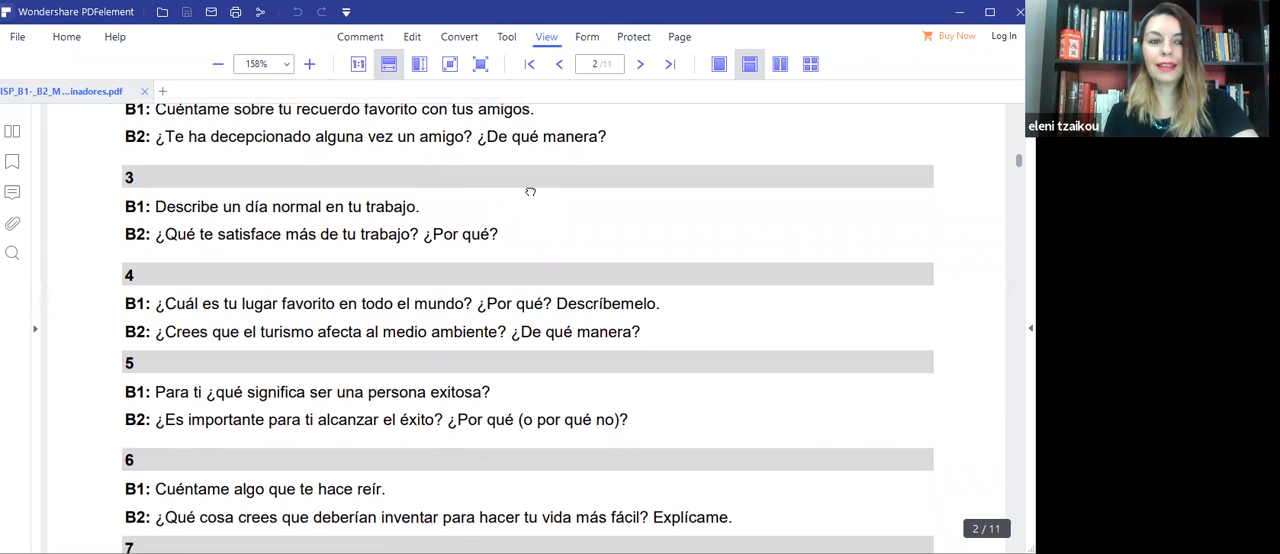 Wondershare PDFelement
File Home Help Comment Edit Convert Tool View Form Protect Page Buy Now Log In
158% 1:1 2 /11
ISP_B1-_B2_M...inadores.pdf
eleni tzaikou
B1: Cuéntame sobre tu recuerdo favorito con tus amigos.
B2: ¿Te ha decepcionado alguna vez un amigo? ¿De qué manera?
3
B1: Describe un día normal en tu trabajo.
B2: ¿Qué te satisface más de tu trabajo? ¿Por qué?
4
B1: ¿Cuál es tu lugar favorito en todo el mundo? ¿Por qué? Descríbemelo.
B2: ¿Crees que el turismo afecta al medio ambiente? ¿De qué manera?
5
B1: Para ti ¿qué significa ser una persona exitosa?
B2: ¿Es importante para ti alcanzar el éxito? ¿Por qué (o por qué no)?
6
B1: Cuéntame algo que te hace reír.
B2: ¿Qué cosa crees que deberían inventar para hacer tu vida más fácil? Explícame.
2 / 11
7